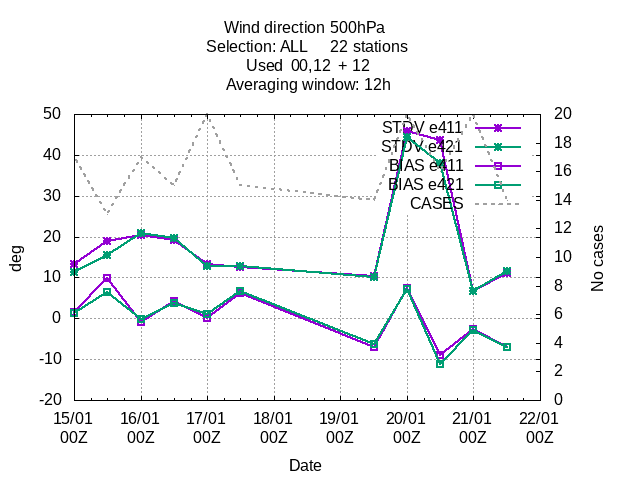 Wind direction 500hPa
Selection: ALL 22 stations
Used 00,12 + 12
Averaging window: 12h
50
40
30
20
10
0
-10
-20
deg
20
18
16
14
12
10
8
6
4
2
0
No cases
STDV e411
STDV e421
BIAS e411
BIAS e421
CASES
15/01 16/01 17/01 18/01 19/01 20/01 21/01 22/01
00Z 00Z 00Z 00Z 00Z 00Z 00Z 00Z
Date